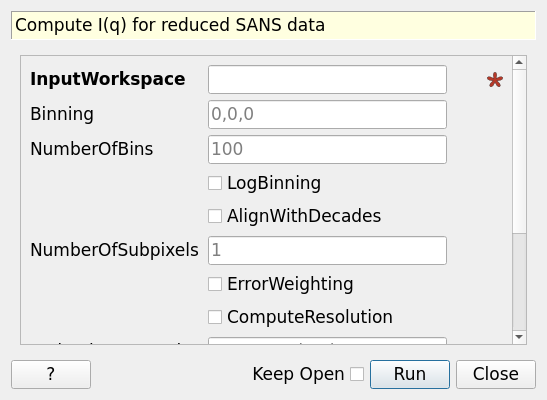 Compute I(q) for reduced SANS data
InputWorkspace
Binning 0,0,0
NumberOfBins 100
LogBinning
AlignWithDecades
NumberOfSubpixels 1
ErrorWeighting
ComputeResolution
? Keep Open Run Close